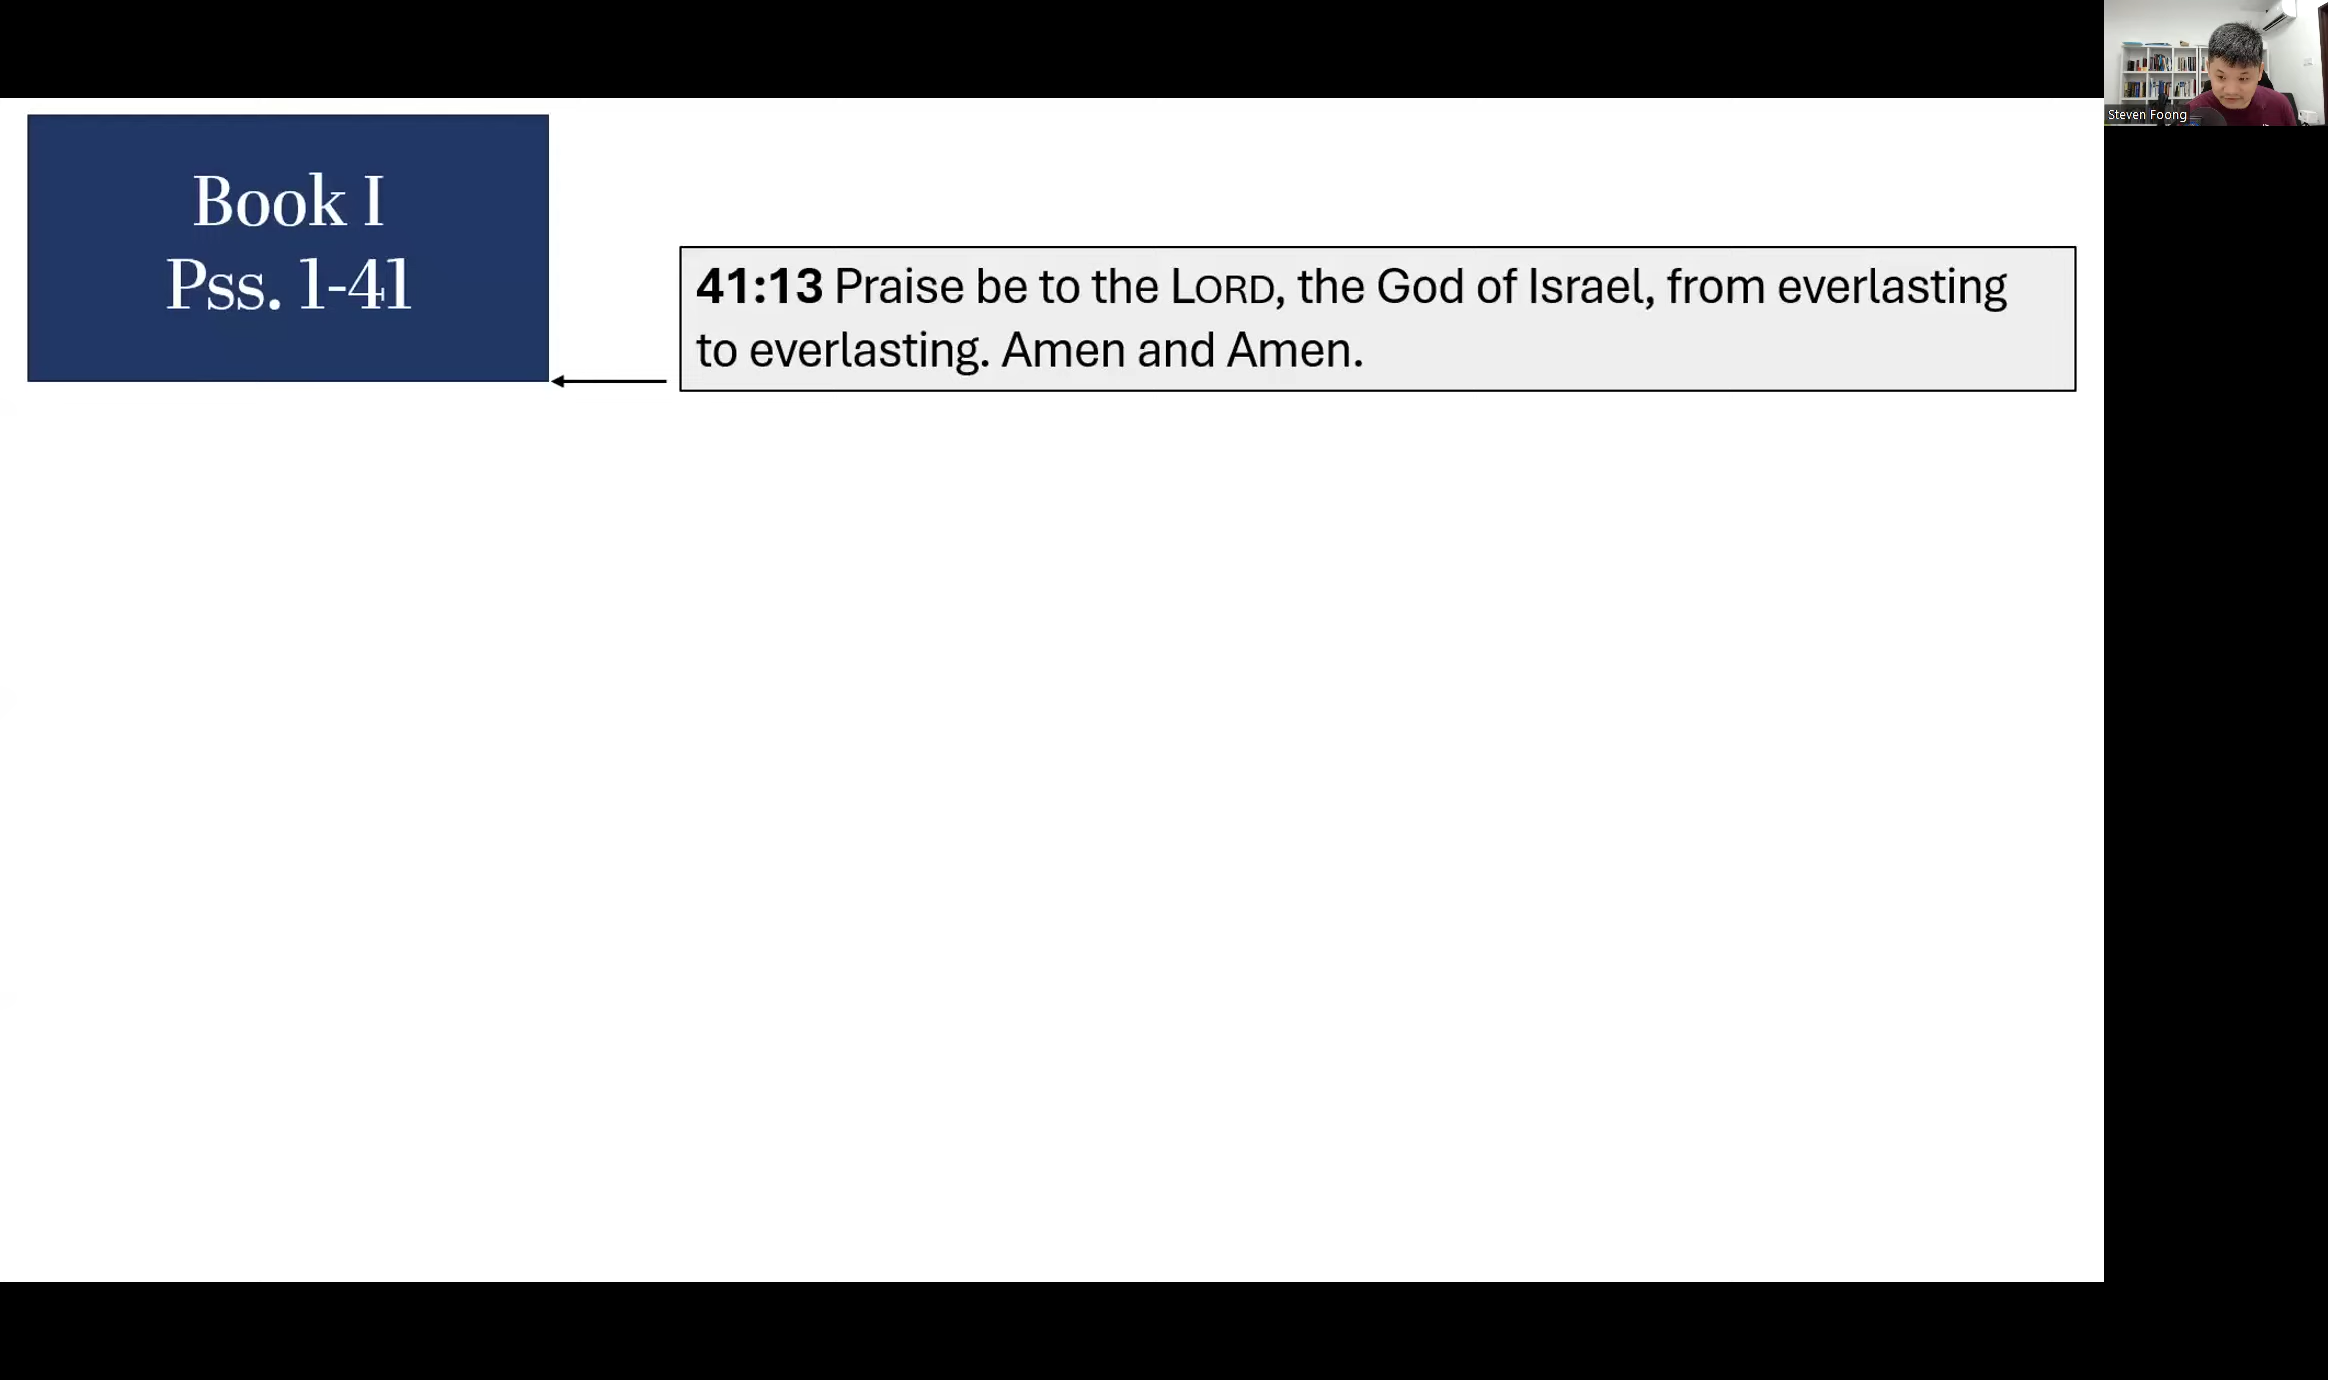 Book I
Pss. 1-41
41:13 Praise be to the LORD, the God of Israel, from everlasting
to everlasting. Amen and Amen.
Steven Foong